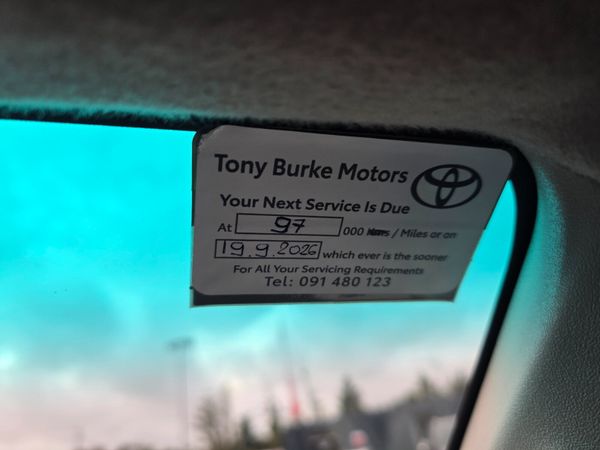 Tony Burke Motors
Your Next Service Is Due
At 97 000 Kms / Miles or on
19.9.2026 which ever is the sooner
For All Your Servicing Requirements
Tel: 091 480 123